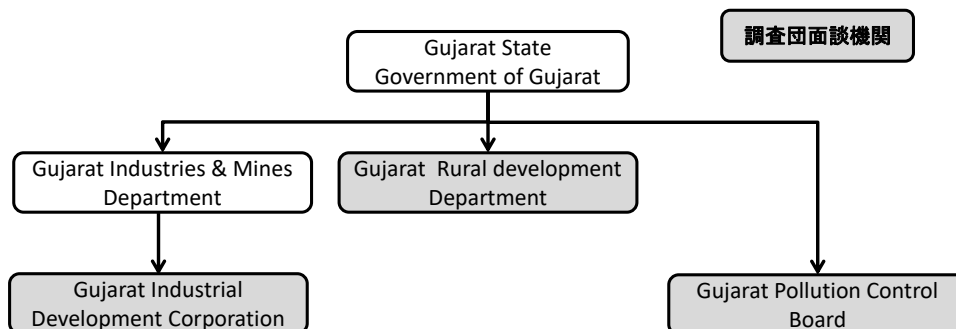 調査団面談機関
Gujarat State
Government of Gujarat
Gujarat Industries & Mines
Department
Gujarat Rural development
Department
Gujarat Industrial
Development Corporation
Gujarat Pollution Control
Board